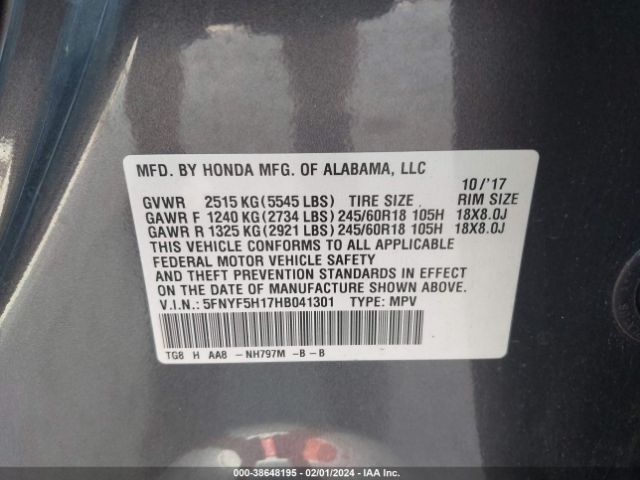 MFD. BY HONDA MFG. OF ALABAMA, LLC
10/'17
GVWR 2515 KG (5545 LBS) TIRE SIZE RIM SIZE
GAWR F 1240 KG (2734 LBS) 245/60R18 105H 18X8.0J
GAWR R 1325 KG (2921 LBS) 245/60R18 105H 18X8.0J
THIS VEHICLE CONFORMS TO ALL APPLICABLE
FEDERAL MOTOR VEHICLE SAFETY
AND THEFT PREVENTION STANDARDS IN EFFECT
ON THE DATE OF MANUFACTURE SHOWN ABOVE.
V.I.N.: 5FNYF5H17HB041301 TYPE: MPV
TG8 H AA8 - NH797M -B - B
000-38648195 - 02/01/2024 - IAA Inc.